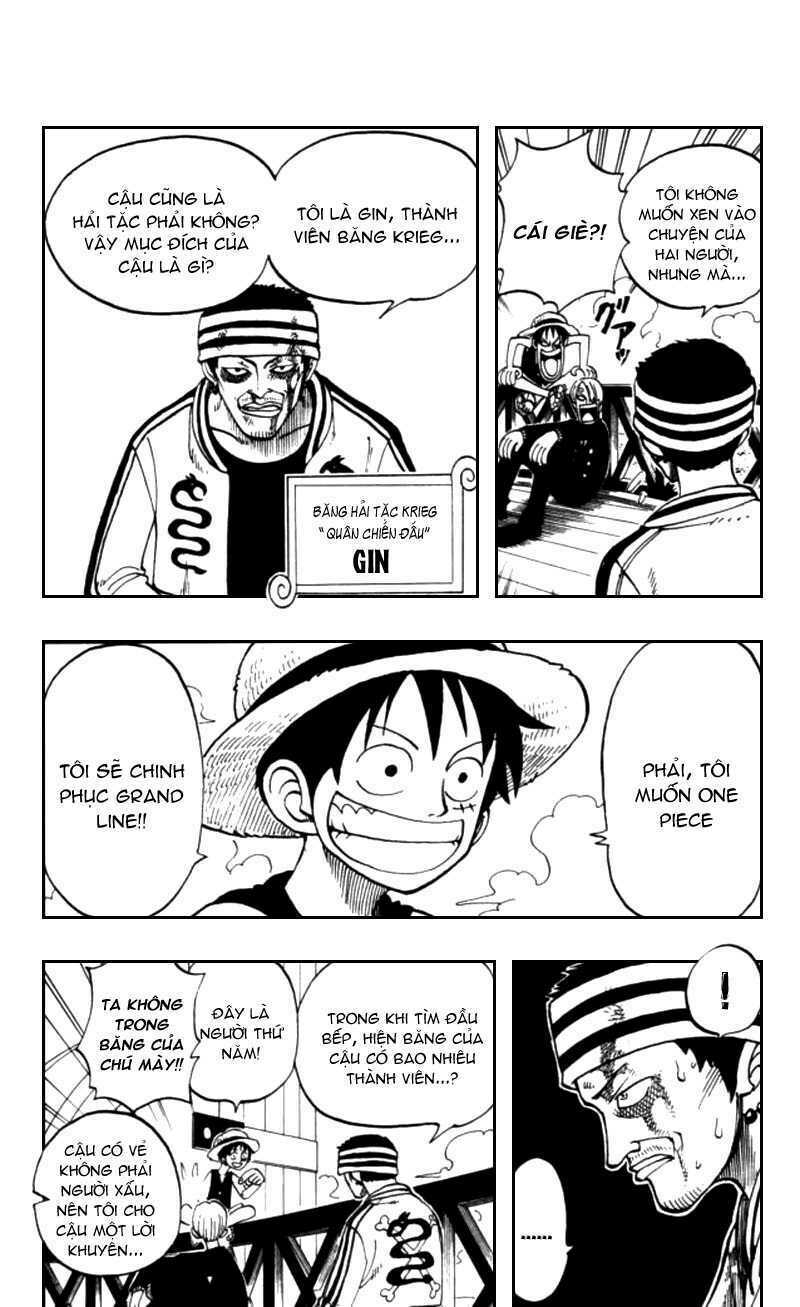 TÔI KHÔNG
MUỐN XEN VÀO
CHUYỆN CỦA
HAI NGƯỜI,
NHƯNG MÀ...
CÁI GIÈ?!
グアッ
TÔI LÀ GIN, THÀNH
VIÊN BĂNG KRIEG...
CẬU CŨNG LÀ
HẢI TẶC PHẢI KHÔNG?
VẬY MỤC ĐÍCH CỦA
CẬU LÀ GÌ?
BĂNG HẢI TẶC KRIEG
"QUÂN CHIẾN ĐẤU"
GIN
PHẢI, TÔI
MUỐN ONE
PIECE
TÔI SẼ CHINH
PHỤC GRAND
LINE!!
!
......
TRONG KHI TÌM ĐẦU
BẾP, HIỆN BĂNG CỦA
CẬU CÓ BAO NHIÊU
THÀNH VIÊN...?
ĐÂY LÀ
NGƯỜI THỨ
NĂM!
TA KHÔNG
TRONG
BĂNG CỦA
CHÚ MÀY!!
CẬU CÓ VẺ
KHÔNG PHẢI
NGƯỜI XẤU,
NÊN TÔI CHO
CẬU MỘT LỜI
KHUYÊN...